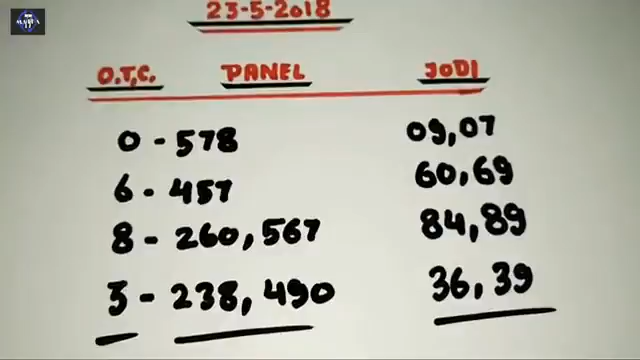 23-5-2018
O.T,C. PANEL JODI
0 - 578 09,07
6 - 457 60,69
8 - 260,567 84,89
3 - 238,490 36,39